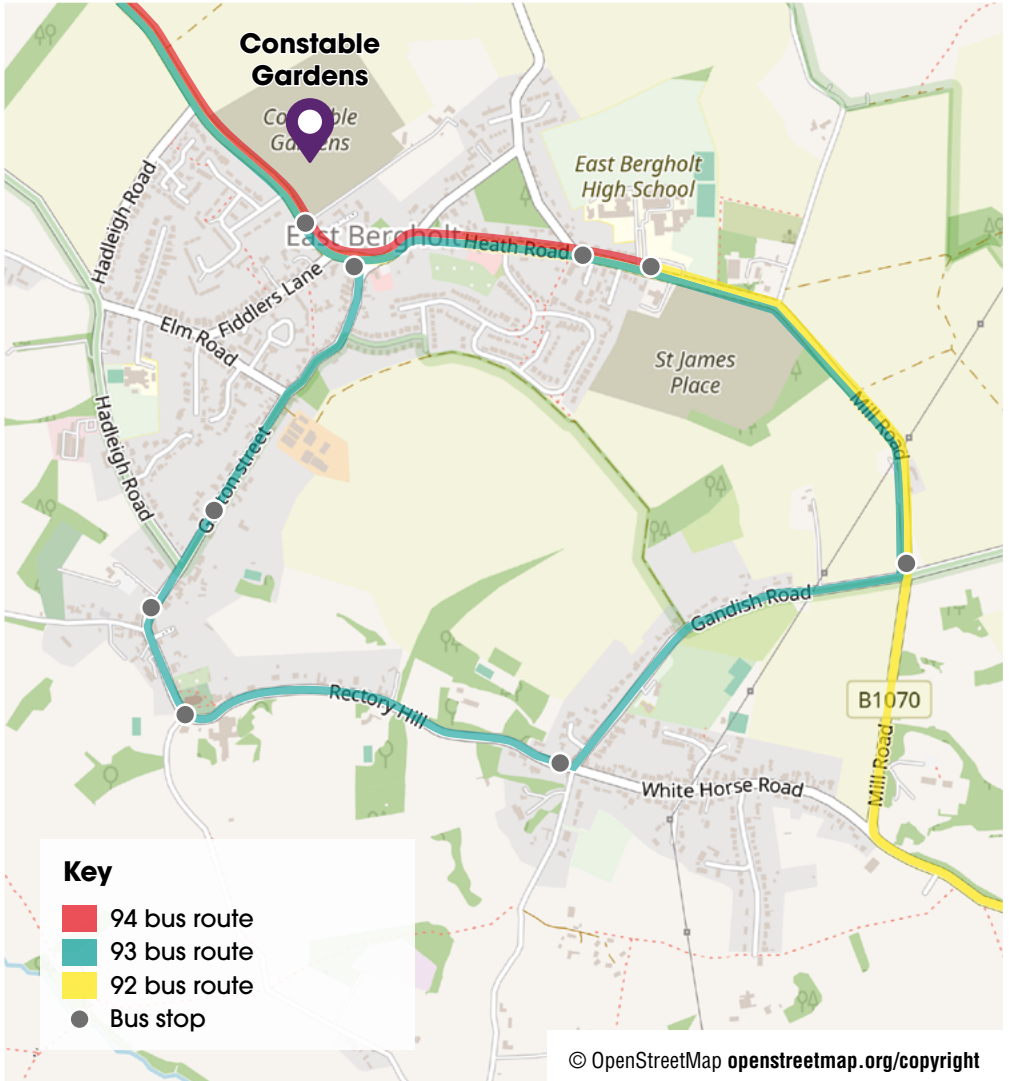 Constable
Gardens
Gardens
East Bergholt
High School
Hadleigh Road
East Bergholt
Heath Road
Fiddlers Lane
Elm Road
St James
Place
Mill Road
Hadleigh Road
Gandish Road
Rectory Hill
B1070
Mill Road
White Horse Road
Key
94 bus route
93 bus route
92 bus route
Bus stop
© OpenStreetMap openstreetmap.org/copyright